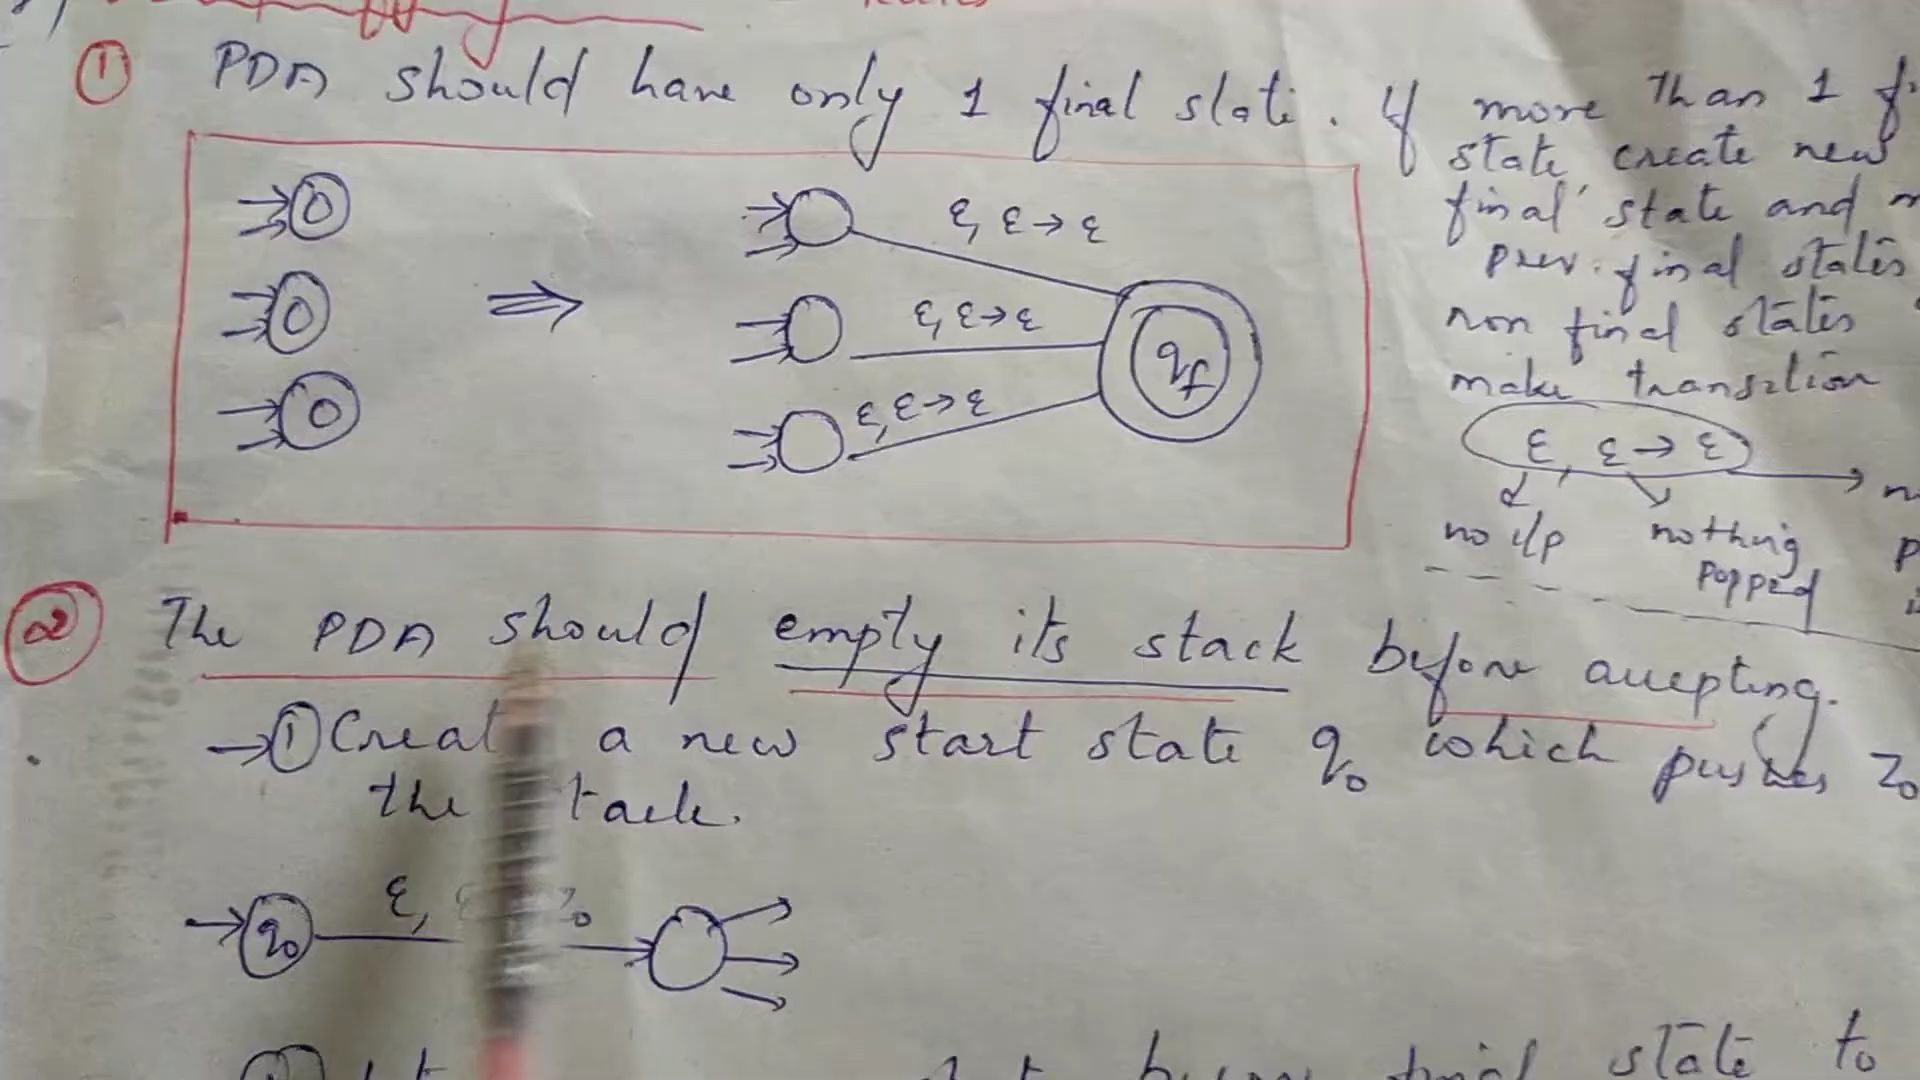 ① PDA should have only 1 final state. If more than 1
state create new
final state and
prev. final states
non final states
make transition
ε, ε→ε
ε, ε→ε
ε, ε→ε
qf
ε, ε→ε
no i/p nothing popped
② The PDA should empty its stack before accepting.
→① Creat a new start state q₀ which pushes Z₀
the tack.
q₀ ε,
state to